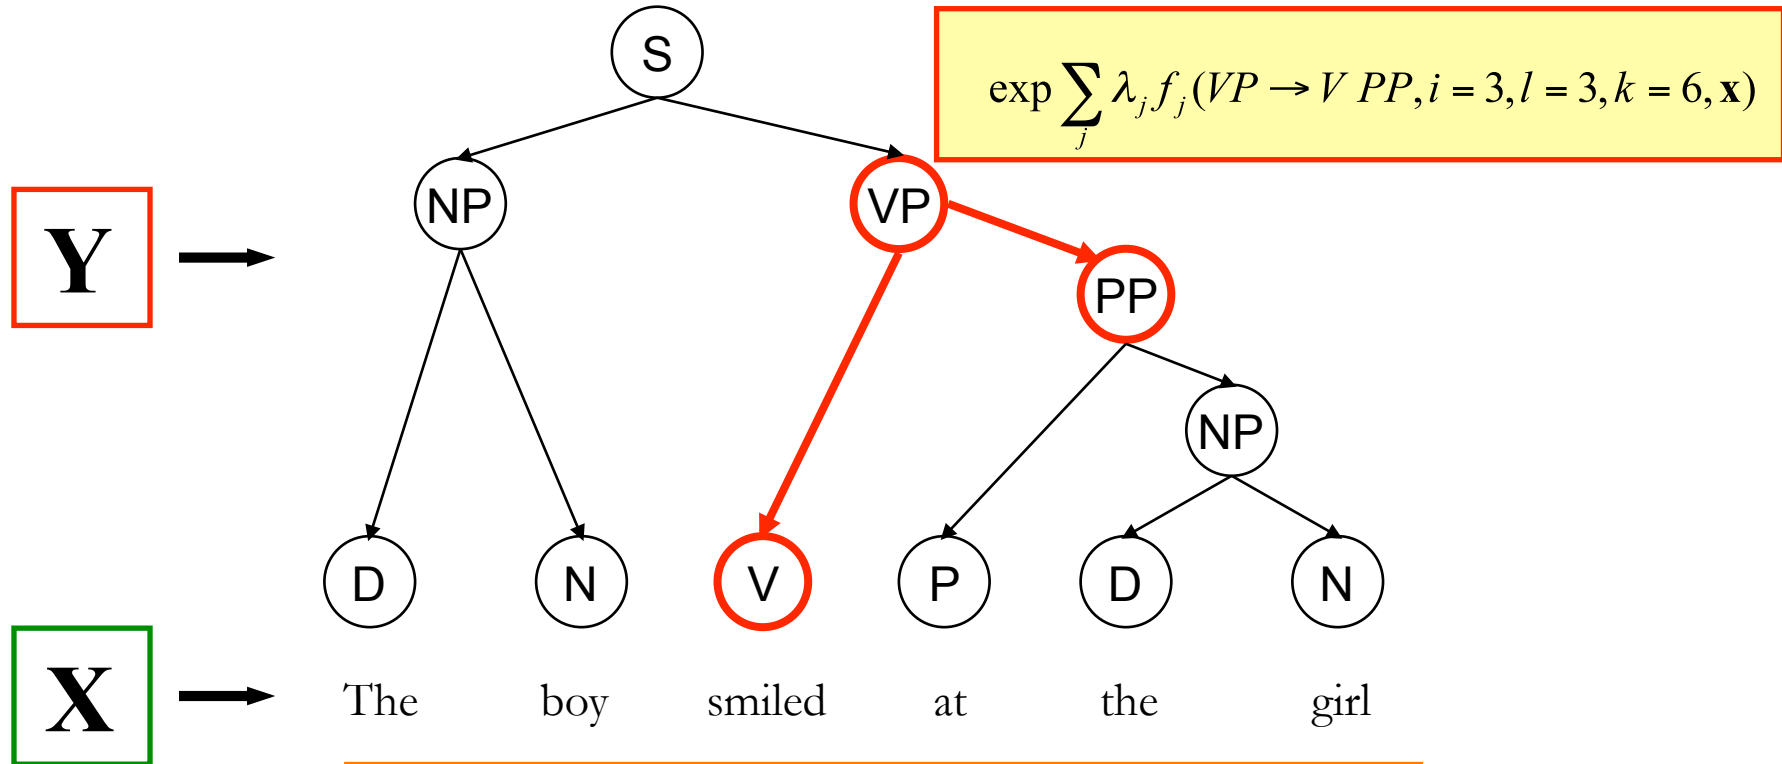 S
exp ∑_j λ_j f_j (VP → V PP, i = 3, l = 3, k = 6, x)
NP VP
Y
PP
NP
D N V P D N
X The boy smiled at the girl